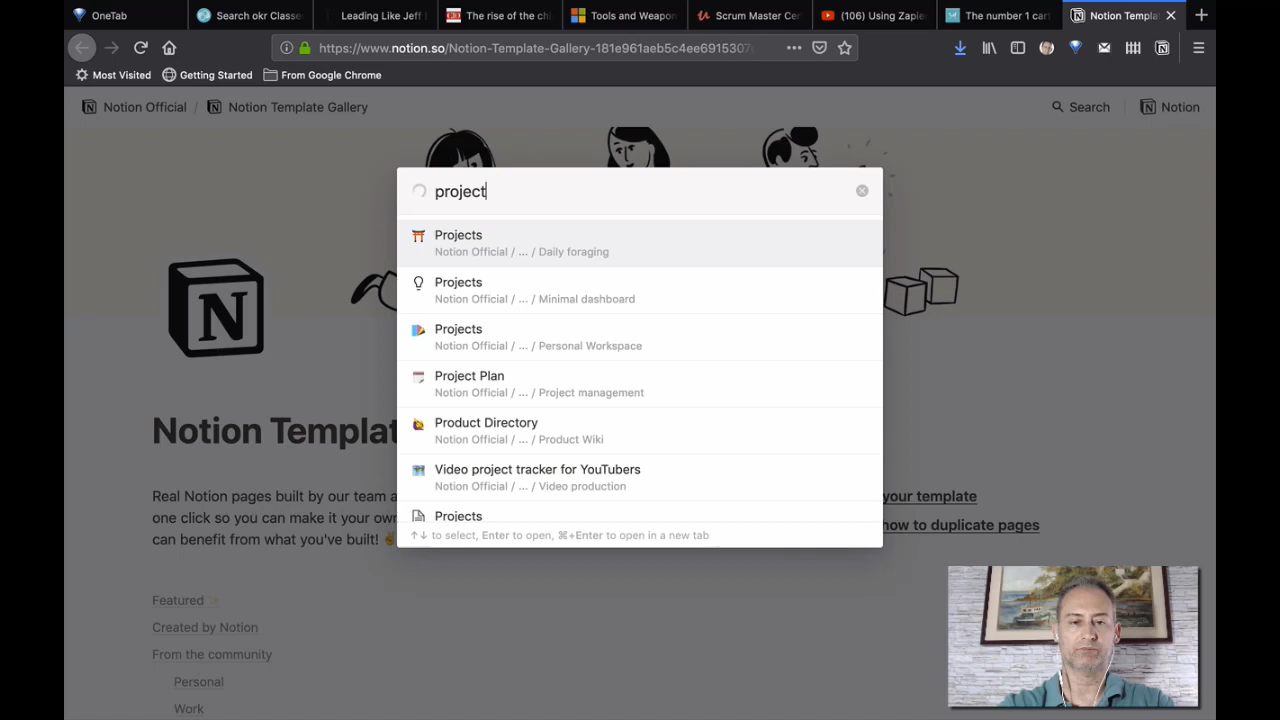 OneTab
Search okr Classe
Leading Like Jeff
The rise of the ch
Tools and Weapon
Scrum Master Ce
(106) Using Zapie
The number 1 cart
Notion Templa
https://www.notion.so/Notion-Template-Gallery-181e961aeb5c4ee6915307
Most Visited
Getting Started
From Google Chrome
Notion Official / Notion Template Gallery
Search
Notion
project
Projects
Notion Official / ... / Daily foraging
Projects
Notion Official / ... / Minimal dashboard
Projects
Notion Official / ... / Personal Workspace
Project Plan
Notion Official / ... / Project management
Product Directory
Notion Official / ... / Product Wiki
Video project tracker for YouTubers
Notion Official / ... / Video production
Projects
↑↓ to select, Enter to open, ⌘+Enter to open in a new tab
Notion Templat
Real Notion pages built by our team a
one click so you can make it your own
can benefit from what you've built! ✌
your template
how to duplicate pages
Featured ✨
Created by Notion
From the community
Personal
Work